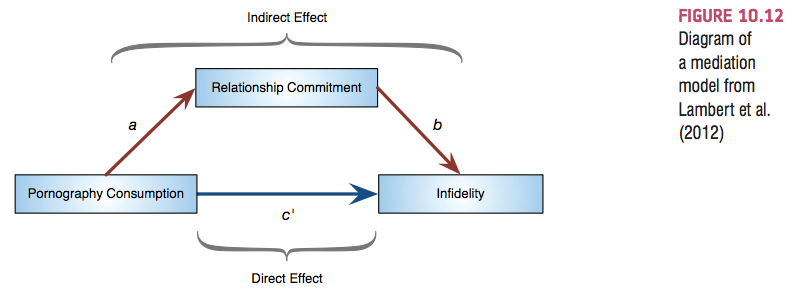 Indirect Effect
Relationship Commitment
a
b
Pornography Consumption
Infidelity
c'
Direct Effect
FIGURE 10.12
Diagram of
a mediation
model from
Lambert et al.
(2012)